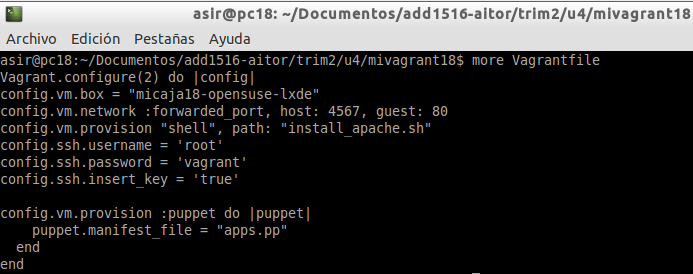 asir@pc18: ~/Documentos/add1516-aitor/trim2/u4/mivagrant18
Archivo Edición Pestañas Ayuda
asir@pc18:~/Documentos/add1516-aitor/trim2/u4/mivagrant18$ more Vagrantfile
Vagrant.configure(2) do |config|
config.vm.box = "micaja18-opensuse-lxde"
config.vm.network :forwarded_port, host: 4567, guest: 80
config.vm.provision "shell", path: "install_apache.sh"
config.ssh.username = 'root'
config.ssh.password = 'vagrant'
config.ssh.insert_key = 'true'

config.vm.provision :puppet do |puppet|
    puppet.manifest_file = "apps.pp"
  end
end